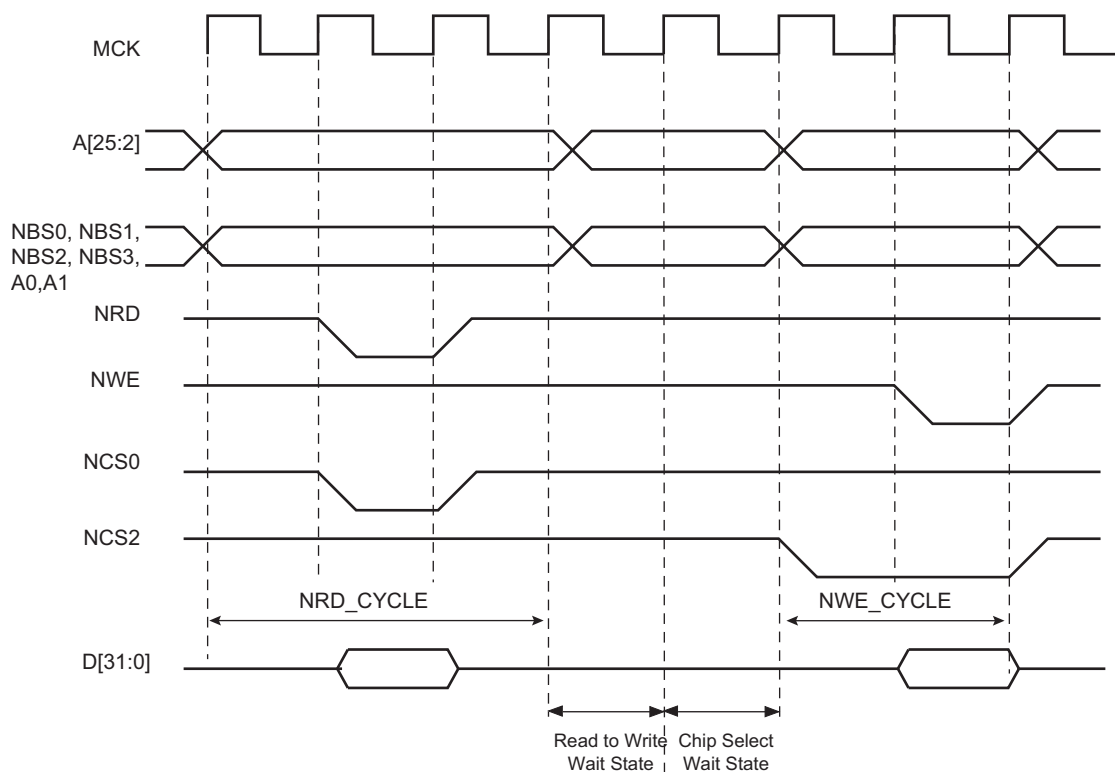 MCK
A[25:2]
NBS0, NBS1,
NBS2, NBS3,
A0,A1
NRD
NWE
NCS0
NCS2
NRD_CYCLE
NWE_CYCLE
D[31:0]
Read to Write
Wait State
Chip Select
Wait State